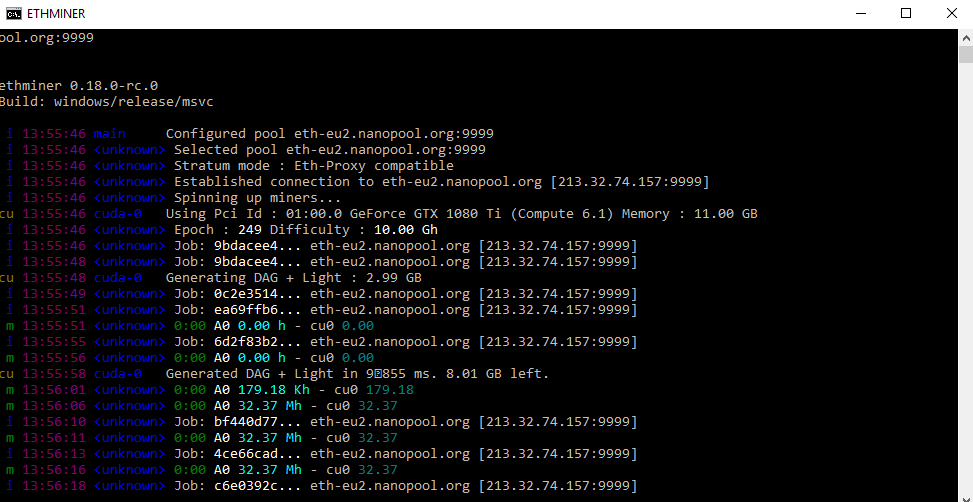 ETHMINER
ool.org:9999
ethminer 0.18.0-rc.0
Build: windows/release/msvc
i 13:55:46 main Configured pool eth-eu2.nanopool.org:9999
i 13:55:46 <unknown> Selected pool eth-eu2.nanopool.org:9999
i 13:55:46 <unknown> Stratum mode : Eth-Proxy compatible
i 13:55:46 <unknown> Established connection to eth-eu2.nanopool.org [213.32.74.157:9999]
i 13:55:46 <unknown> Spinning up miners...
cu 13:55:46 cuda-0 Using Pci Id : 01:00.0 GeForce GTX 1080 Ti (Compute 6.1) Memory : 11.00 GB
i 13:55:46 <unknown> Epoch : 249 Difficulty : 10.00 Gh
i 13:55:46 <unknown> Job: 9bdacee4... eth-eu2.nanopool.org [213.32.74.157:9999]
i 13:55:48 <unknown> Job: 9bdacee4... eth-eu2.nanopool.org [213.32.74.157:9999]
cu 13:55:48 cuda-0 Generating DAG + Light : 2.99 GB
i 13:55:49 <unknown> Job: 0c2e3514... eth-eu2.nanopool.org [213.32.74.157:9999]
i 13:55:51 <unknown> Job: ea69ffb6... eth-eu2.nanopool.org [213.32.74.157:9999]
m 13:55:51 <unknown> 0:00 A0 0.00 h - cu0 0.00
i 13:55:55 <unknown> Job: 6d2f83b2... eth-eu2.nanopool.org [213.32.74.157:9999]
m 13:55:56 <unknown> 0:00 A0 0.00 h - cu0 0.00
cu 13:55:58 cuda-0 Generated DAG + Light in 9�855 ms. 8.01 GB left.
m 13:56:01 <unknown> 0:00 A0 179.18 Kh - cu0 179.18
m 13:56:06 <unknown> 0:00 A0 32.37 Mh - cu0 32.37
i 13:56:10 <unknown> Job: bf440d77... eth-eu2.nanopool.org [213.32.74.157:9999]
m 13:56:11 <unknown> 0:00 A0 32.37 Mh - cu0 32.37
i 13:56:13 <unknown> Job: 4ce66cad... eth-eu2.nanopool.org [213.32.74.157:9999]
m 13:56:16 <unknown> 0:00 A0 32.37 Mh - cu0 32.37
i 13:56:18 <unknown> Job: c6e0392c... eth-eu2.nanopool.org [213.32.74.157:9999]